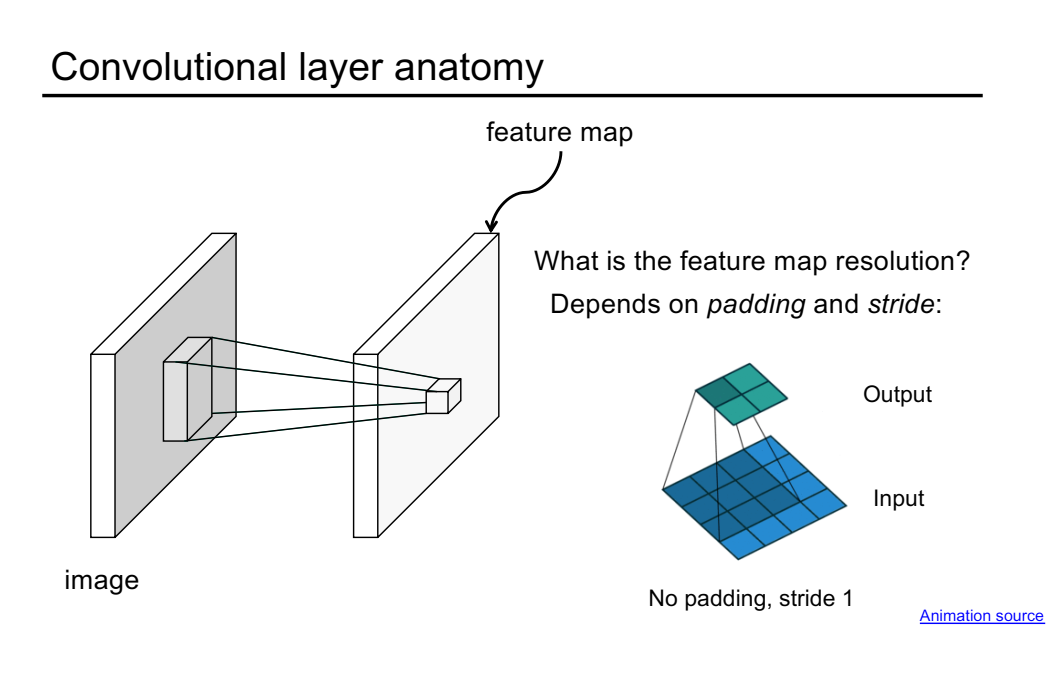 Convolutional layer anatomy
feature map
What is the feature map resolution?
Depends on padding and stride:
Output
Input
image
No padding, stride 1
Animation source